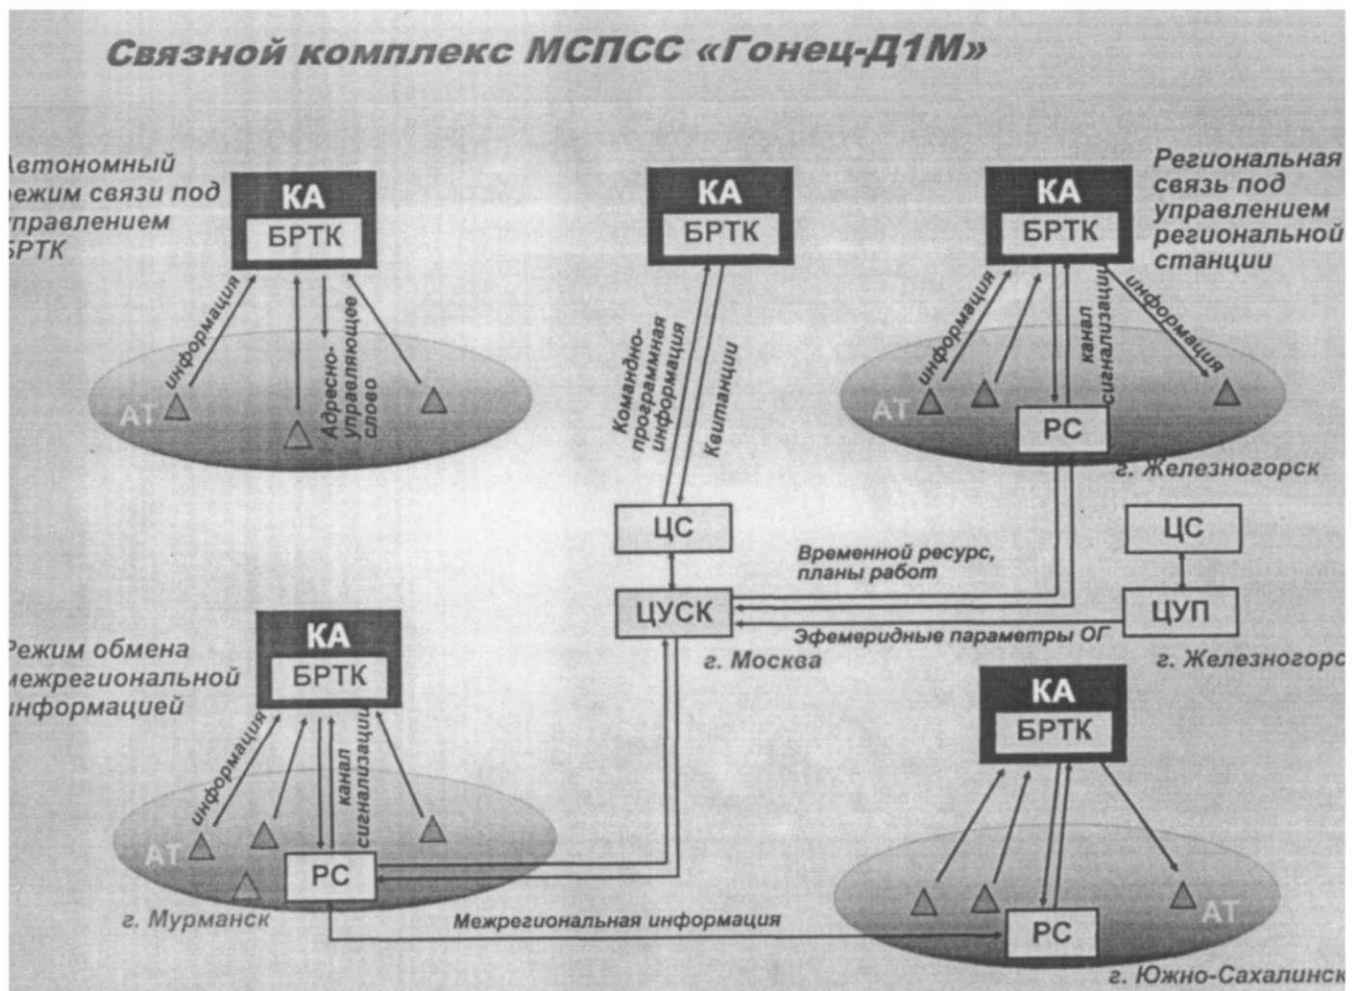 Связной комплекс МСПСС «Гонец-Д1М»
Автономный
режим связи под
управлением
БРТК
КА
БРТК
информация
Адресно-
управляющее
слово
АТ
КА
БРТК
Командно-
программная
информация
Квитанции
ЦС
ЦУСК
г. Москва
КА
БРТК
Региональная
связь под
управлением
региональной
станции
информация
канал
сигнализации
информация
АТ
РС
г. Железногорск
Временной ресурс,
планы работ
Эфемеридные параметры ОГ
ЦС
ЦУП
г. Железногорс
Режим обмена
межрегиональной
информацией
КА
БРТК
информация
канал
сигнализации
АТ
РС
г. Мурманск
Межрегиональная информация
КА
БРТК
АТ
РС
г. Южно-Сахалинск